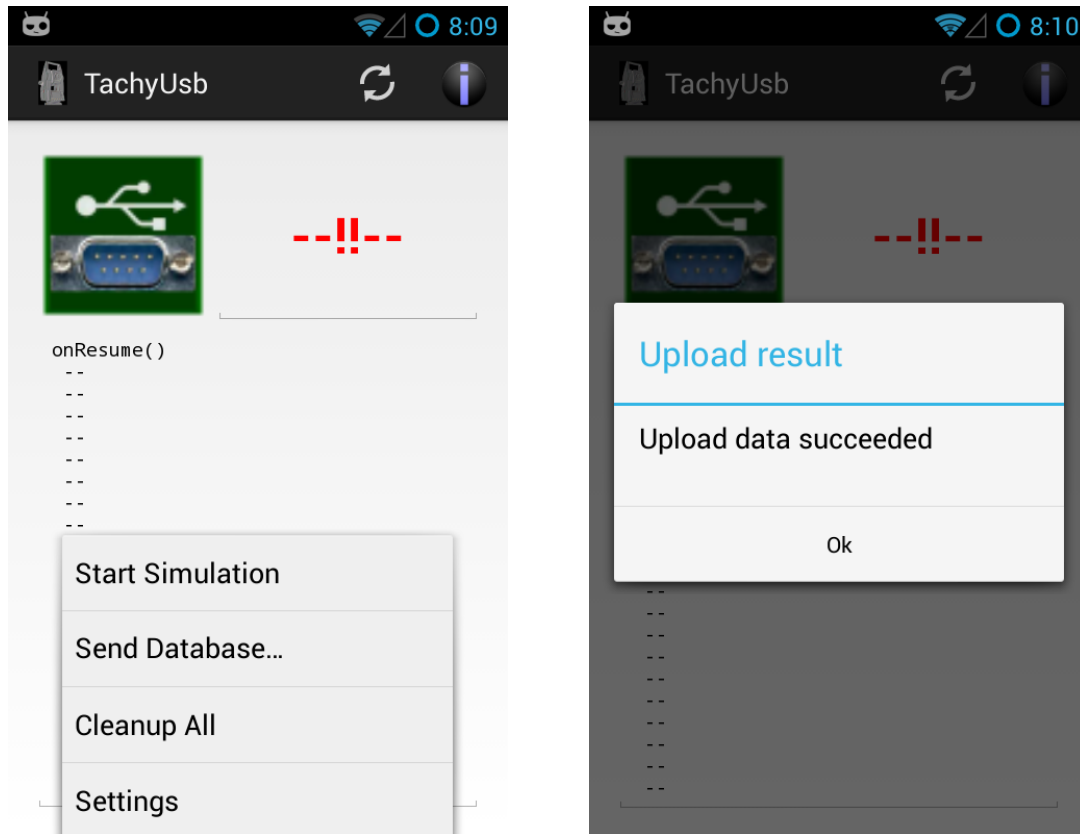 8:09
TachyUsb
--!!--
onResume()
--
--
--
--
--
--
--
--
Start Simulation
Send Database...
Cleanup All
Settings
8:10
TachyUsb
--!!--
Upload result
Upload data succeeded
Ok
--
--
--
--
--
--
--
--
--
--